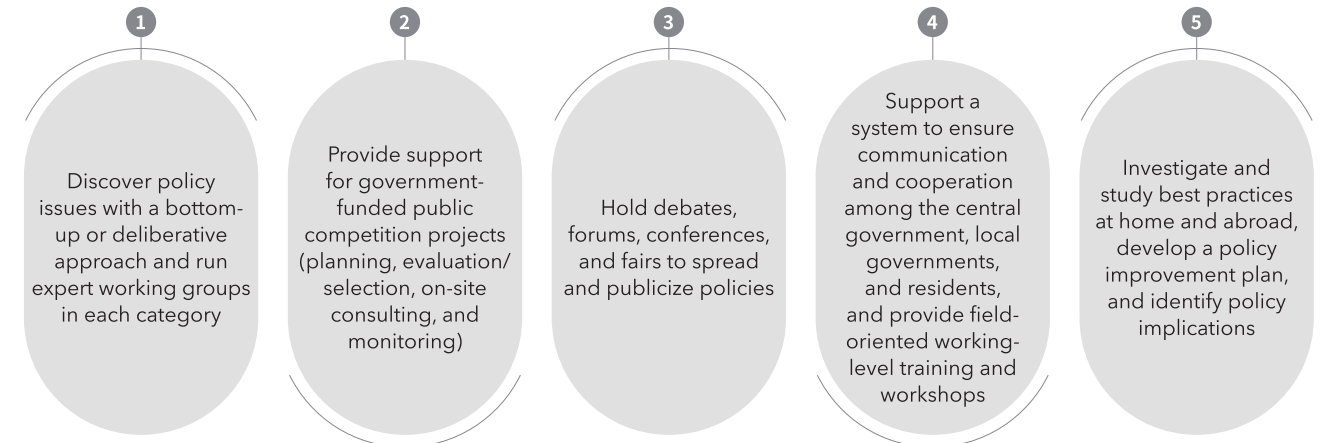 1
Discover policy
issues with a bottom-
up or deliberative
approach and run
expert working groups
in each category
2
Provide support
for government-
funded public
competition projects
(planning, evaluation/
selection, on-site
consulting, and
monitoring)
3
Hold debates,
forums, conferences,
and fairs to spread
and publicize policies
4
Support a
system to ensure
communication
and cooperation
among the central
government, local
governments,
and residents,
and provide field-
oriented working-
level training and
workshops
5
Investigate and
study best practices
at home and abroad,
develop a policy
improvement plan,
and identify policy
implications